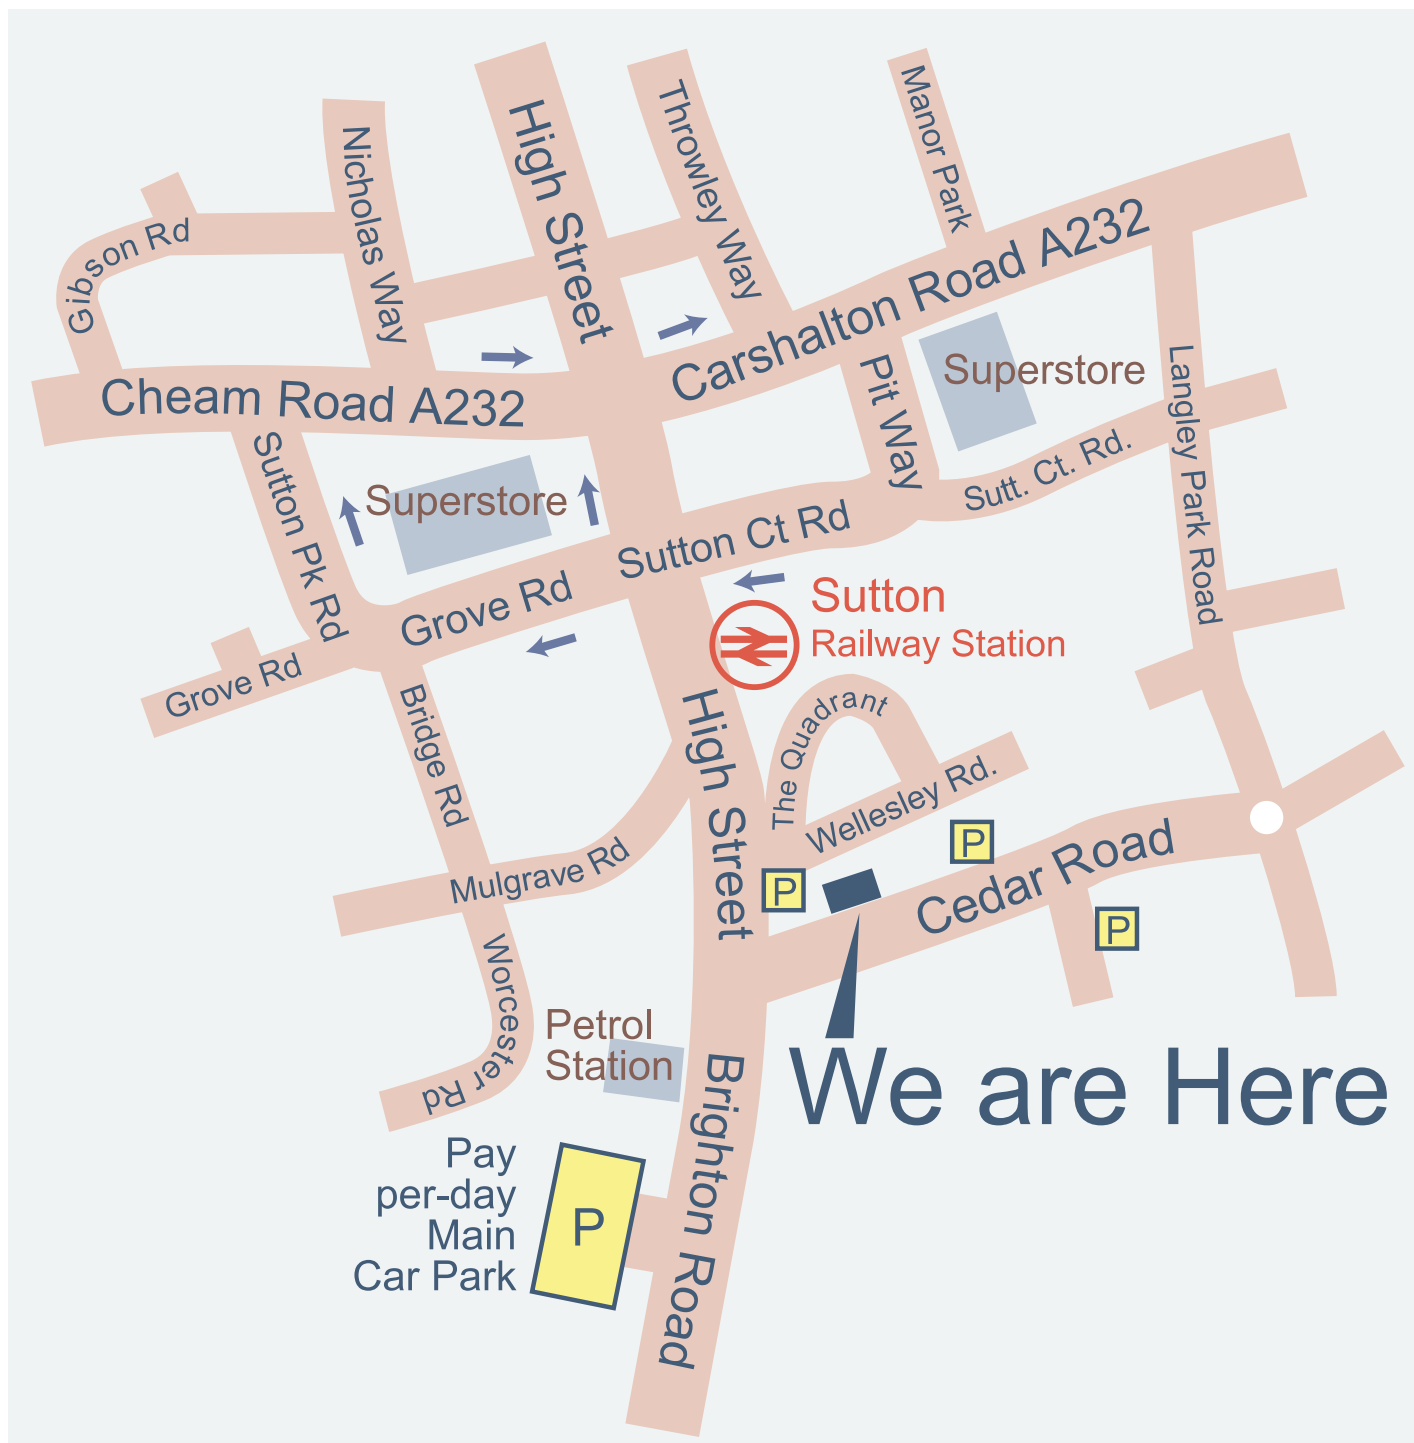 High Street
Throwley Way
Manor Park
Nicholas Way
Gibson Rd
Carshalton Road A232
Cheam Road A232
Superstore
Pit Way
Langley Park Road
Sutton Pk Rd
Superstore
Sutt. Ct. Rd.
Sutton Ct Rd
Grove Rd
Sutton
Railway Station
Grove Rd
Bridge Rd
High Street
The Quadrant
Wellesley Rd.
Mulgrave Rd
P
P
Cedar Road
P
Worcester Rd
Petrol
Station
We are Here
Brighton Road
Pay
per-day
Main
Car Park
P